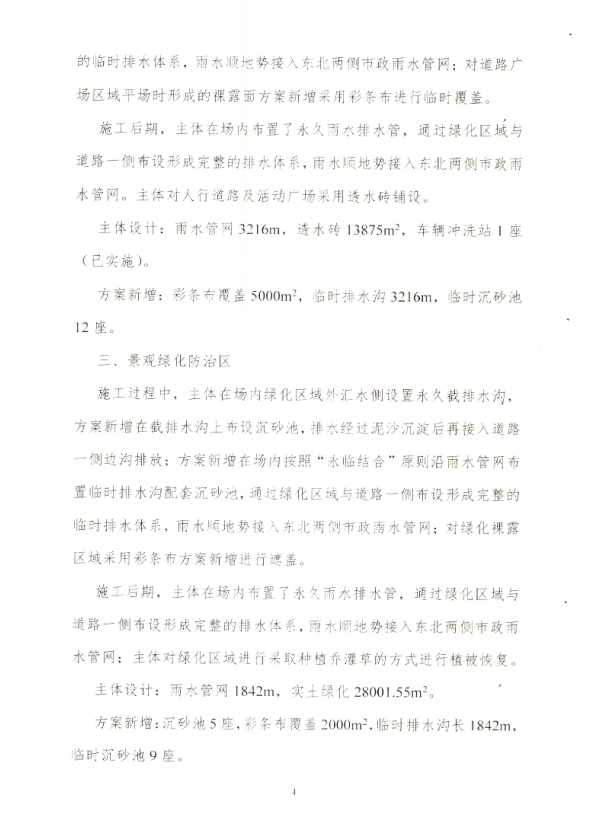 的临时排水体系，雨水顺地势接入东北两侧市政雨水管网；对道路广
场区域平场时形成的裸露面方案新增采用彩条布进行临时覆盖。
施工后期，主体在场内布置了永久雨水排水管，通过绿化区域与
道路一侧布设形成完整的排水体系，雨水顺地势接入东北两侧市政雨
水管网。主体对人行道路及活动广场采用透水砖铺设。
主体设计：雨水管网 3216m，透水砖 13875m²，车辆冲洗站 1 座
（已实施）。
方案新增：彩条布覆盖 5000m²，临时排水沟 3216m，临时沉砂池
12 座。
三、景观绿化防治区
施工过程中，主体在场内绿化区域外汇水侧设置永久截排水沟，
方案新增在截排水沟上布设沉砂池，排水经过泥沙沉淀后再接入道路
一侧边沟排放；方案新增在场内按照“永临结合”原则沿雨水管网布
置临时排水沟配套沉砂池，通过绿化区域与道路一侧布设形成完整的
临时排水体系，雨水顺地势接入东北两侧市政雨水管网；对绿化裸露
区域采用彩条布方案新增进行遮盖。
施工后期，主体在场内布置了永久雨水排水管，通过绿化区域与
道路一侧布设形成完整的排水体系，雨水顺地势接入东北两侧市政雨
水管网；主体对绿化区域进行采取种植乔灌草的方式进行植被恢复。
主体设计：雨水管网 1842m，实土绿化 28001.55m²。
方案新增：沉砂池 5 座，彩条布覆盖 2000m²，临时排水沟长 1842m，
临时沉砂池 9 座。
4